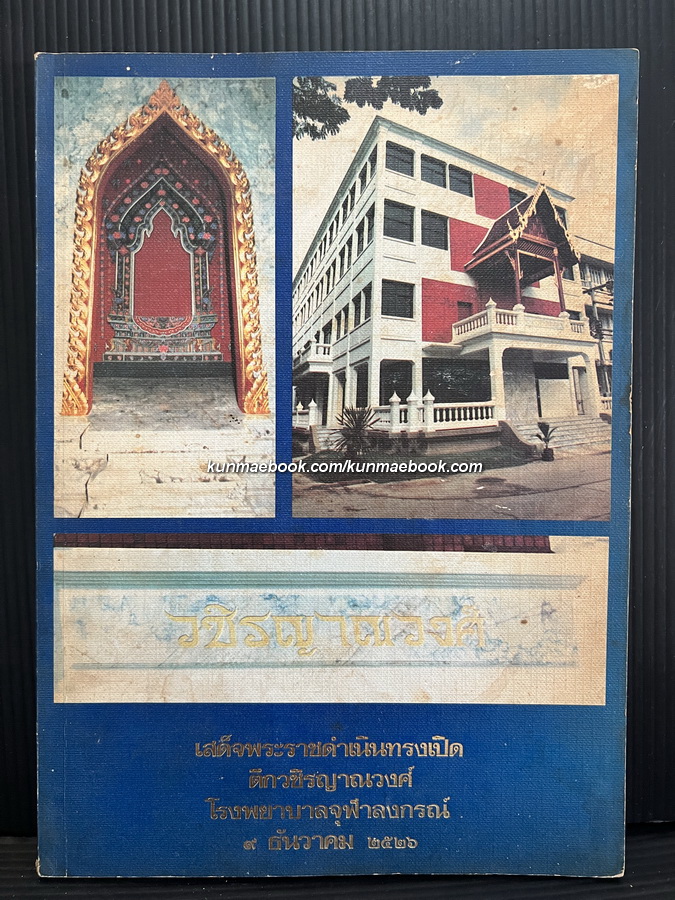 kunmaebook.com/kunmaebook.com
วชิรญาณวงศ์
เสด็จพระราชดำเนินทรงเปิด
ตึกวชิรญาณวงศ์
โรงพยาบาลจุฬาลงกรณ์
๙ ธันวาคม ๒๕๒๖